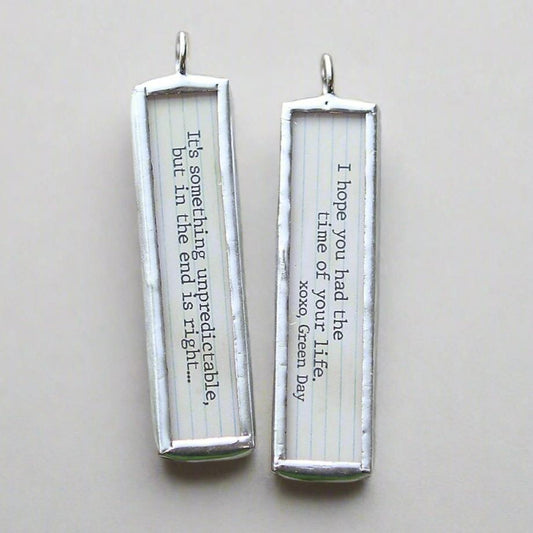 It's something unpredictable,
but in the end is right...
I hope you had the
time of your life.
xoxo, Green Day